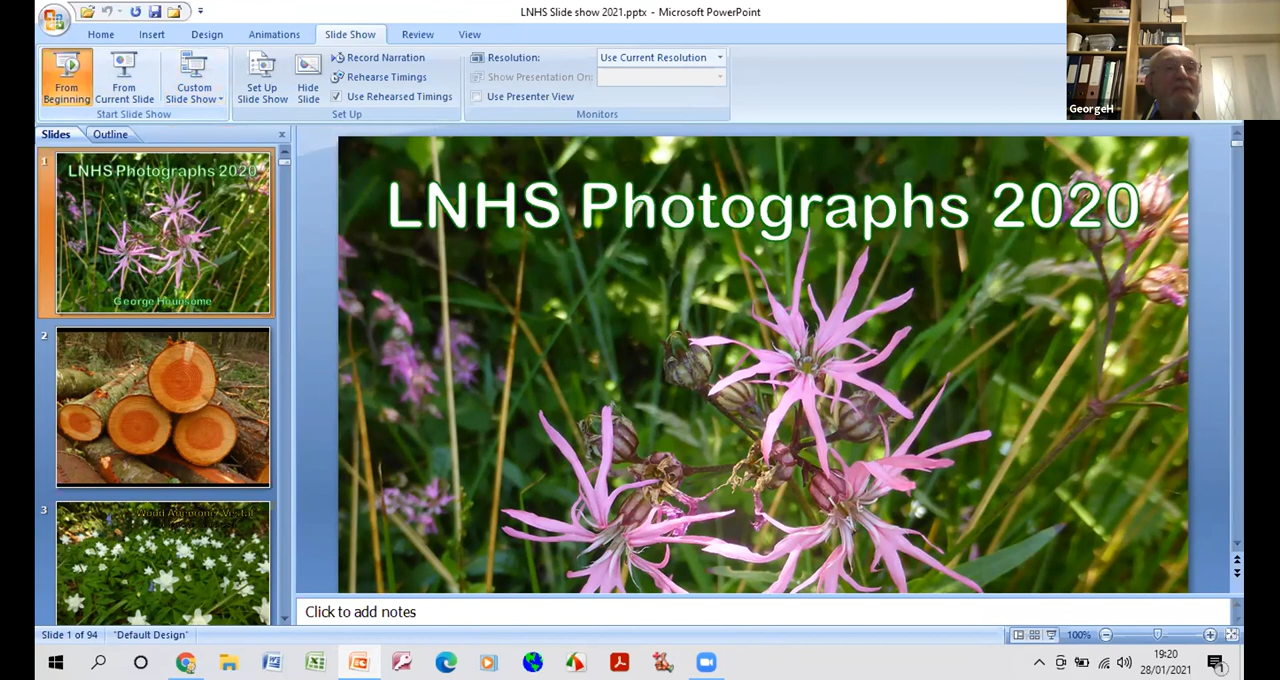 LNHS Slide show 2021.pptx - Microsoft PowerPoint
Home Insert Design Animations Slide Show Review View
From Beginning
From Current Slide
Custom Slide Show
Start Slide Show
Set Up Slide Show
Hide Slide
Record Narration
Rehearse Timings
Use Rehearsed Timings
Set Up
Resolution: Use Current Resolution
Show Presentation On:
Use Presenter View
Monitors
GeorgeH
Slides Outline x
1
LNHS Photographs 2020
George Hounsome
2
3
LNHS Photographs 2020
Click to add notes
Slide 1 of 94 "Default Design" 100%
19:20
28/01/2021
1